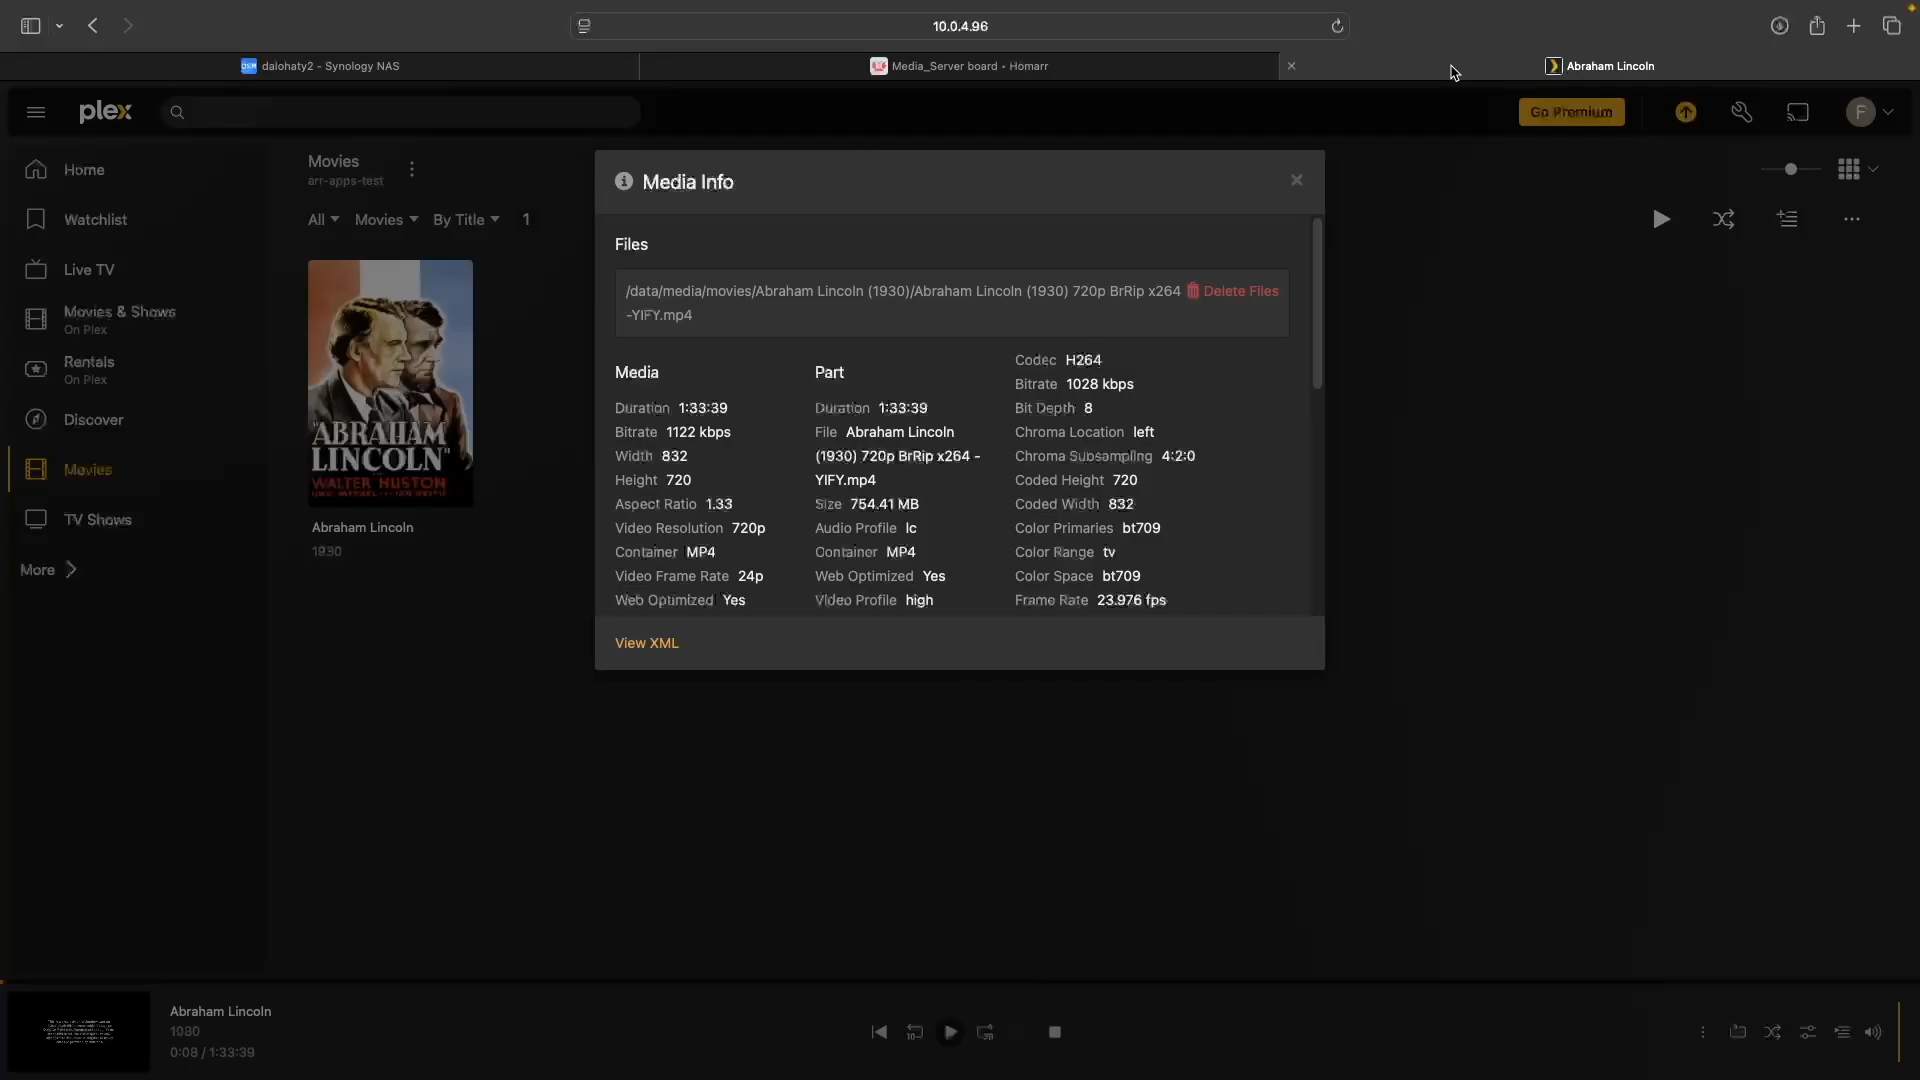 10.0.4.96
dalohaty2 - Synology NAS
Media_Server board • Homarr
Abraham Lincoln
plex
Go Premium
F
Home
Watchlist
Live TV
Movies & Shows
On Plex
Rentals
On Plex
Discover
Movies
TV Shows
More
Movies
arr-apps-test
All
Movies
By Title
1
"ABRAHAM
LINCOLN"
WALTER HUSTON
Abraham Lincoln
1930
Media Info
Files
/data/media/movies/Abraham Lincoln (1930)/Abraham Lincoln (1930) 720p BrRip x264
-YIFY.mp4
Delete Files
Media
Duration 1:33:39
Bitrate 1122 kbps
Width 832
Height 720
Aspect Ratio 1.33
Video Resolution 720p
Container MP4
Video Frame Rate 24p
Web Optimized Yes
Part
Duration 1:33:39
File Abraham Lincoln
(1930) 720p BrRip x264 -
YIFY.mp4
Size 754.41 MB
Audio Profile lc
Container MP4
Web Optimized Yes
Video Profile high
Codec H264
Bitrate 1028 kbps
Bit Depth 8
Chroma Location left
Chroma Subsampling 4:2:0
Coded Height 720
Coded Width 832
Color Primaries bt709
Color Range tv
Color Space bt709
Frame Rate 23.976 fps
View XML
Abraham Lincoln
1930
0:08 / 1:33:39
10
30